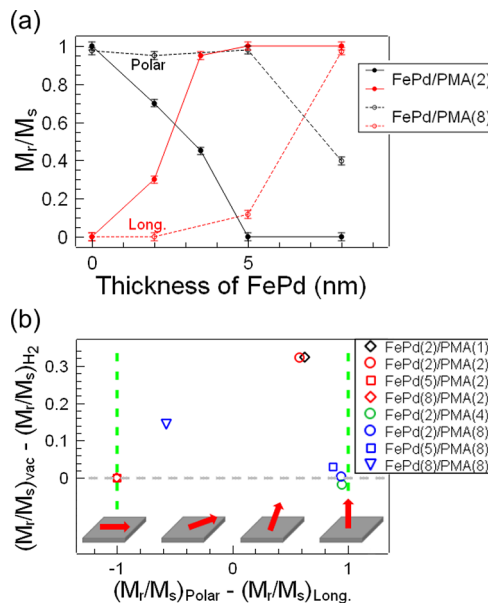 (a)
1
0.8
0.6
0.4
0.2
0
Mr/Ms
Polar
Long.
FePd/PMA(2)
FePd/PMA(8)
0
5
Thickness of FePd (nm)
(b)
0.3
0.2
0.1
0
(Mr/Ms)vac - (Mr/Ms)H2
FePd(2)/PMA(1)
FePd(2)/PMA(2)
FePd(5)/PMA(2)
FePd(8)/PMA(2)
FePd(2)/PMA(4)
FePd(2)/PMA(8)
FePd(5)/PMA(8)
FePd(8)/PMA(8)
-1
0
1
(Mr/Ms)Polar - (Mr/Ms)Long.